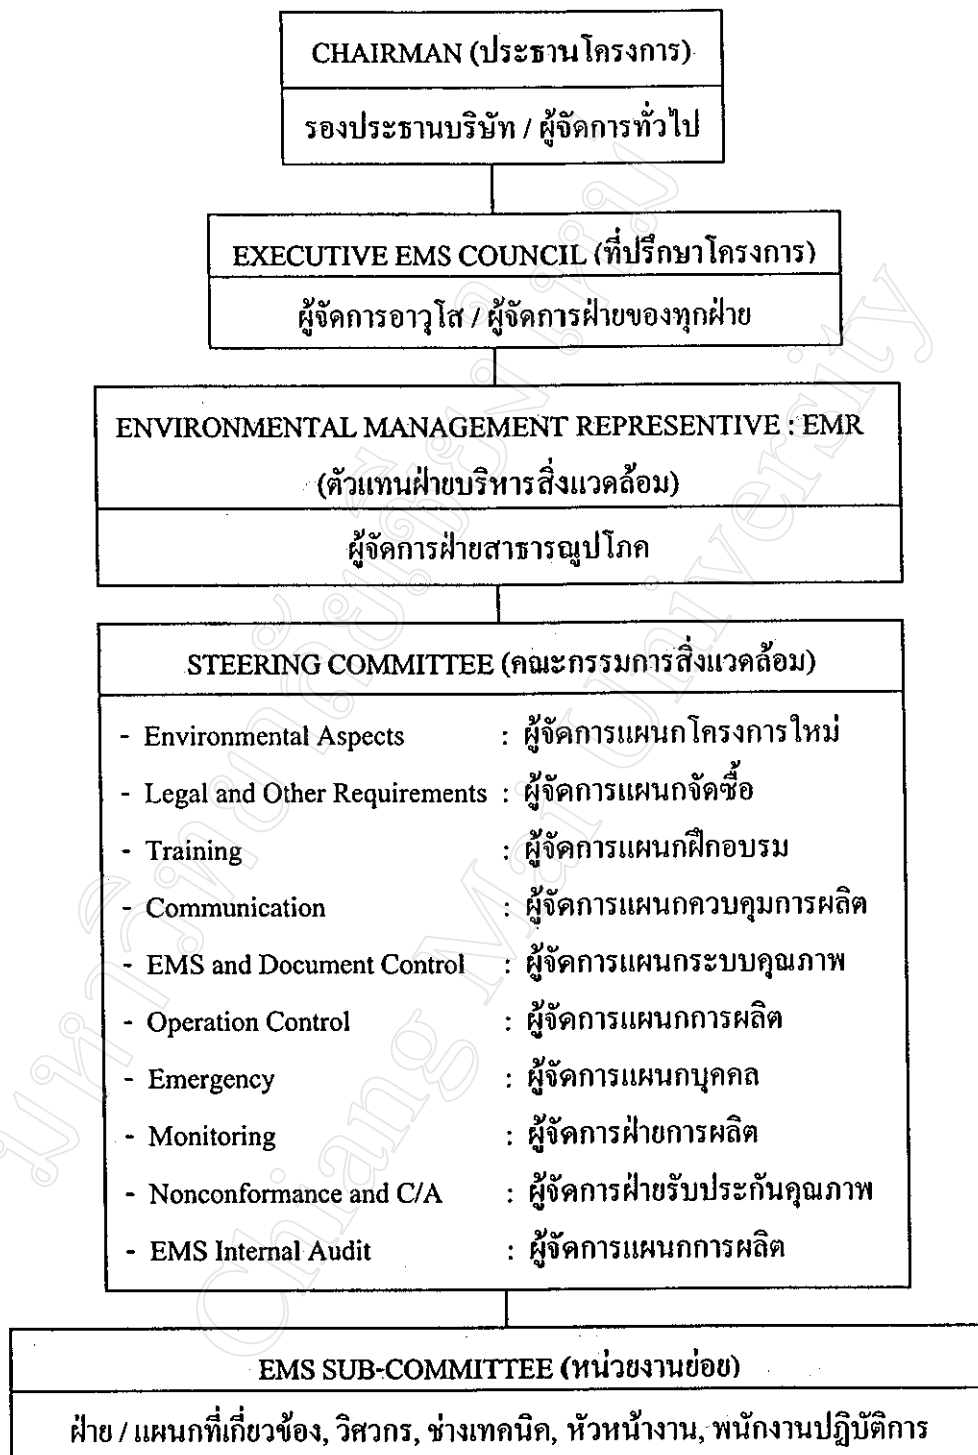 CHAIRMAN (ประธานโครงการ)
รองประธานบริษัท / ผู้จัดการทั่วไป
EXECUTIVE EMS COUNCIL (ที่ปรึกษาโครงการ)
ผู้จัดการอาวุโส / ผู้จัดการฝ่ายของทุกฝ่าย
ENVIRONMENTAL MANAGEMENT REPRESENTIVE : EMR
(ตัวแทนฝ่ายบริหารสิ่งแวดล้อม)
ผู้จัดการฝ่ายสาธารณูปโภค
STEERING COMMITTEE (คณะกรรมการสิ่งแวดล้อม)
- Environmental Aspects : ผู้จัดการแผนกโครงการใหม่
- Legal and Other Requirements : ผู้จัดการแผนกจัดซื้อ
- Training : ผู้จัดการแผนกฝึกอบรม
- Communication : ผู้จัดการแผนกควบคุมการผลิต
- EMS and Document Control : ผู้จัดการแผนกระบบคุณภาพ
- Operation Control : ผู้จัดการแผนกการผลิต
- Emergency : ผู้จัดการแผนกบุคคล
- Monitoring : ผู้จัดการฝ่ายการผลิต
- Nonconformance and C/A : ผู้จัดการฝ่ายรับประกันคุณภาพ
- EMS Internal Audit : ผู้จัดการแผนกการผลิต
EMS SUB-COMMITTEE (หน่วยงานย่อย)
ฝ่าย / แผนกที่เกี่ยวข้อง, วิศวกร, ช่างเทคนิค, หัวหน้างาน, พนักงานปฏิบัติการ
มหาวิทยาลัยเชียงใหม่
Chiang Mai University